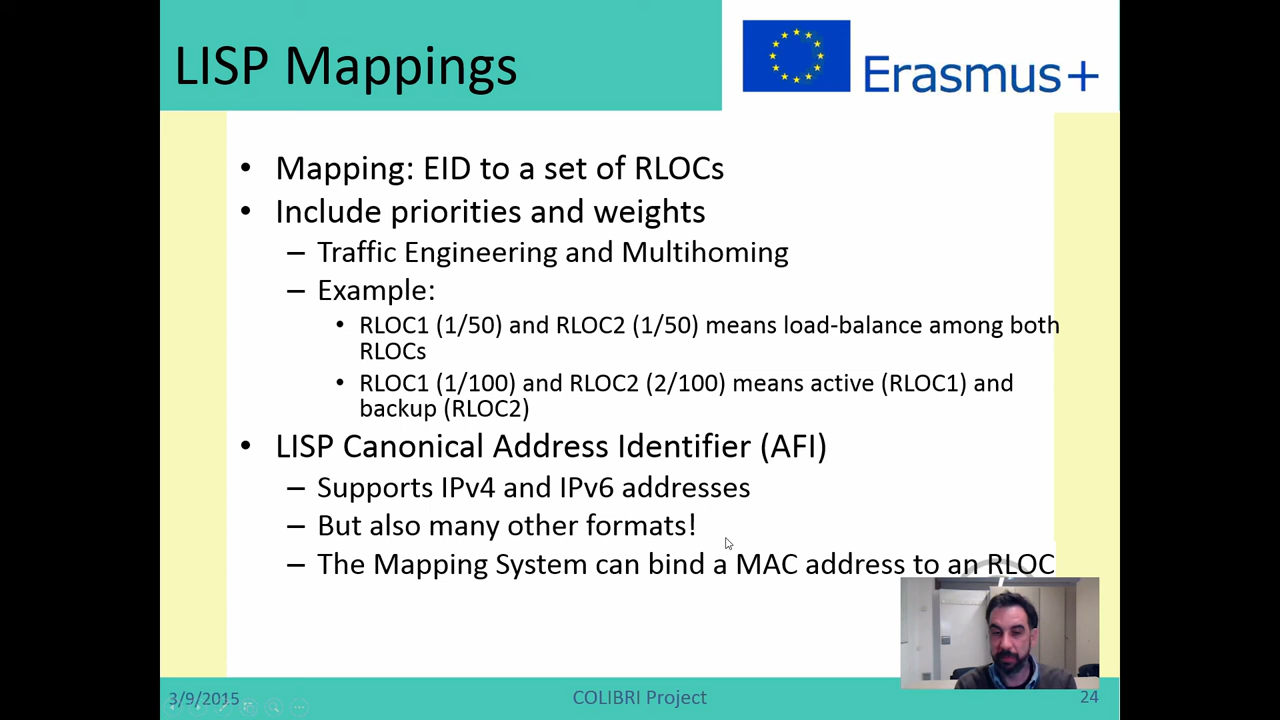 LISP Mappings
Erasmus+
• Mapping: EID to a set of RLOCs
• Include priorities and weights
– Traffic Engineering and Multihoming
– Example:
• RLOC1 (1/50) and RLOC2 (1/50) means load-balance among both
RLOCs
• RLOC1 (1/100) and RLOC2 (2/100) means active (RLOC1) and
backup (RLOC2)
• LISP Canonical Address Identifier (AFI)
– Supports IPv4 and IPv6 addresses
– But also many other formats!
– The Mapping System can bind a MAC address to an RLOC
3/9/2015
COLIBRI Project
24